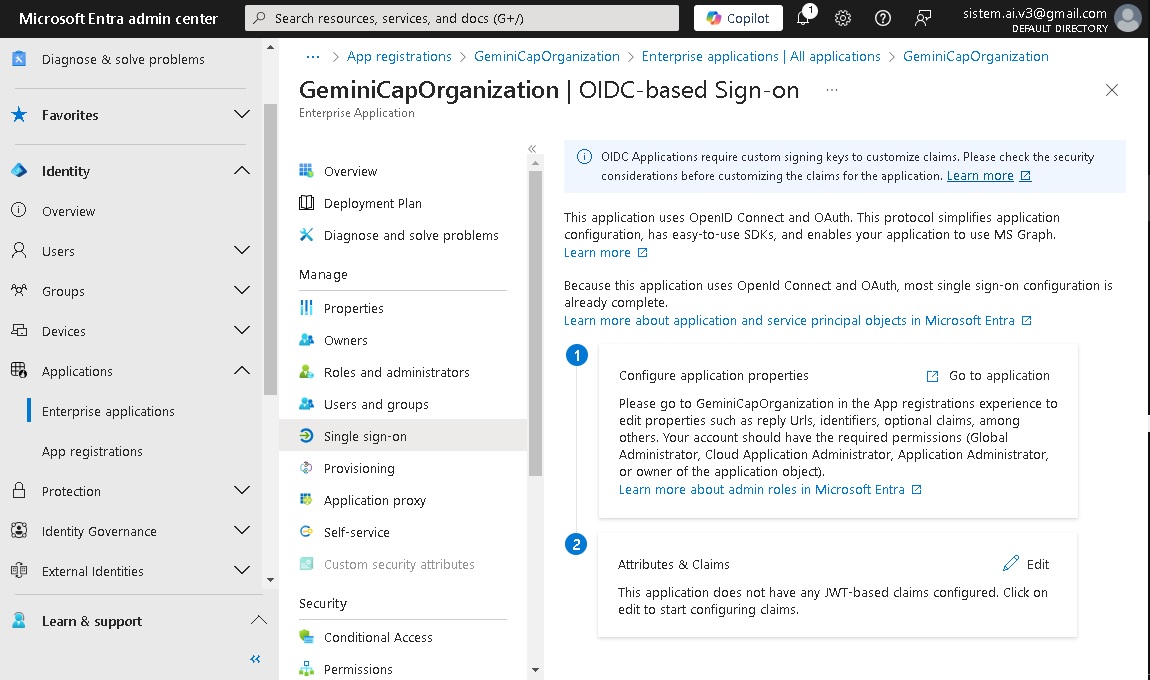 Microsoft Entra admin center
Search resources, services, and docs (G+/)
Copilot
1
sistem.ai.v3@gmail.com
DEFAULT DIRECTORY
Diagnose & solve problems
Favorites
Identity
Overview
Users
Groups
Devices
Applications
Enterprise applications
App registrations
Protection
Identity Governance
External Identities
Learn & support
«
··· > App registrations > GeminiCapOrganization > Enterprise applications | All applications > GeminiCapOrganization
GeminiCapOrganization | OIDC-based Sign-on ···
Enterprise Application
«
Overview
Deployment Plan
Diagnose and solve problems
Manage
Properties
Owners
Roles and administrators
Users and groups
Single sign-on
Provisioning
Application proxy
Self-service
Custom security attributes
Security
Conditional Access
Permissions
OIDC Applications require custom signing keys to customize claims. Please check the security
considerations before customizing the claims for the application. Learn more
This application uses OpenID Connect and OAuth. This protocol simplifies application
configuration, has easy-to-use SDKs, and enables your application to use MS Graph.
Learn more
Because this application uses OpenId Connect and OAuth, most single sign-on configuration is
already complete.
Learn more about application and service principal objects in Microsoft Entra
1
Configure application properties
Go to application
Please go to GeminiCapOrganization in the App registrations experience to
edit properties such as reply Urls, identifiers, optional claims, among
others. Your account should have the required permissions (Global
Administrator, Cloud Application Administrator, Application Administrator,
or owner of the application object).
Learn more about admin roles in Microsoft Entra
2
Attributes & Claims
Edit
This application does not have any JWT-based claims configured. Click on
edit to start configuring claims.